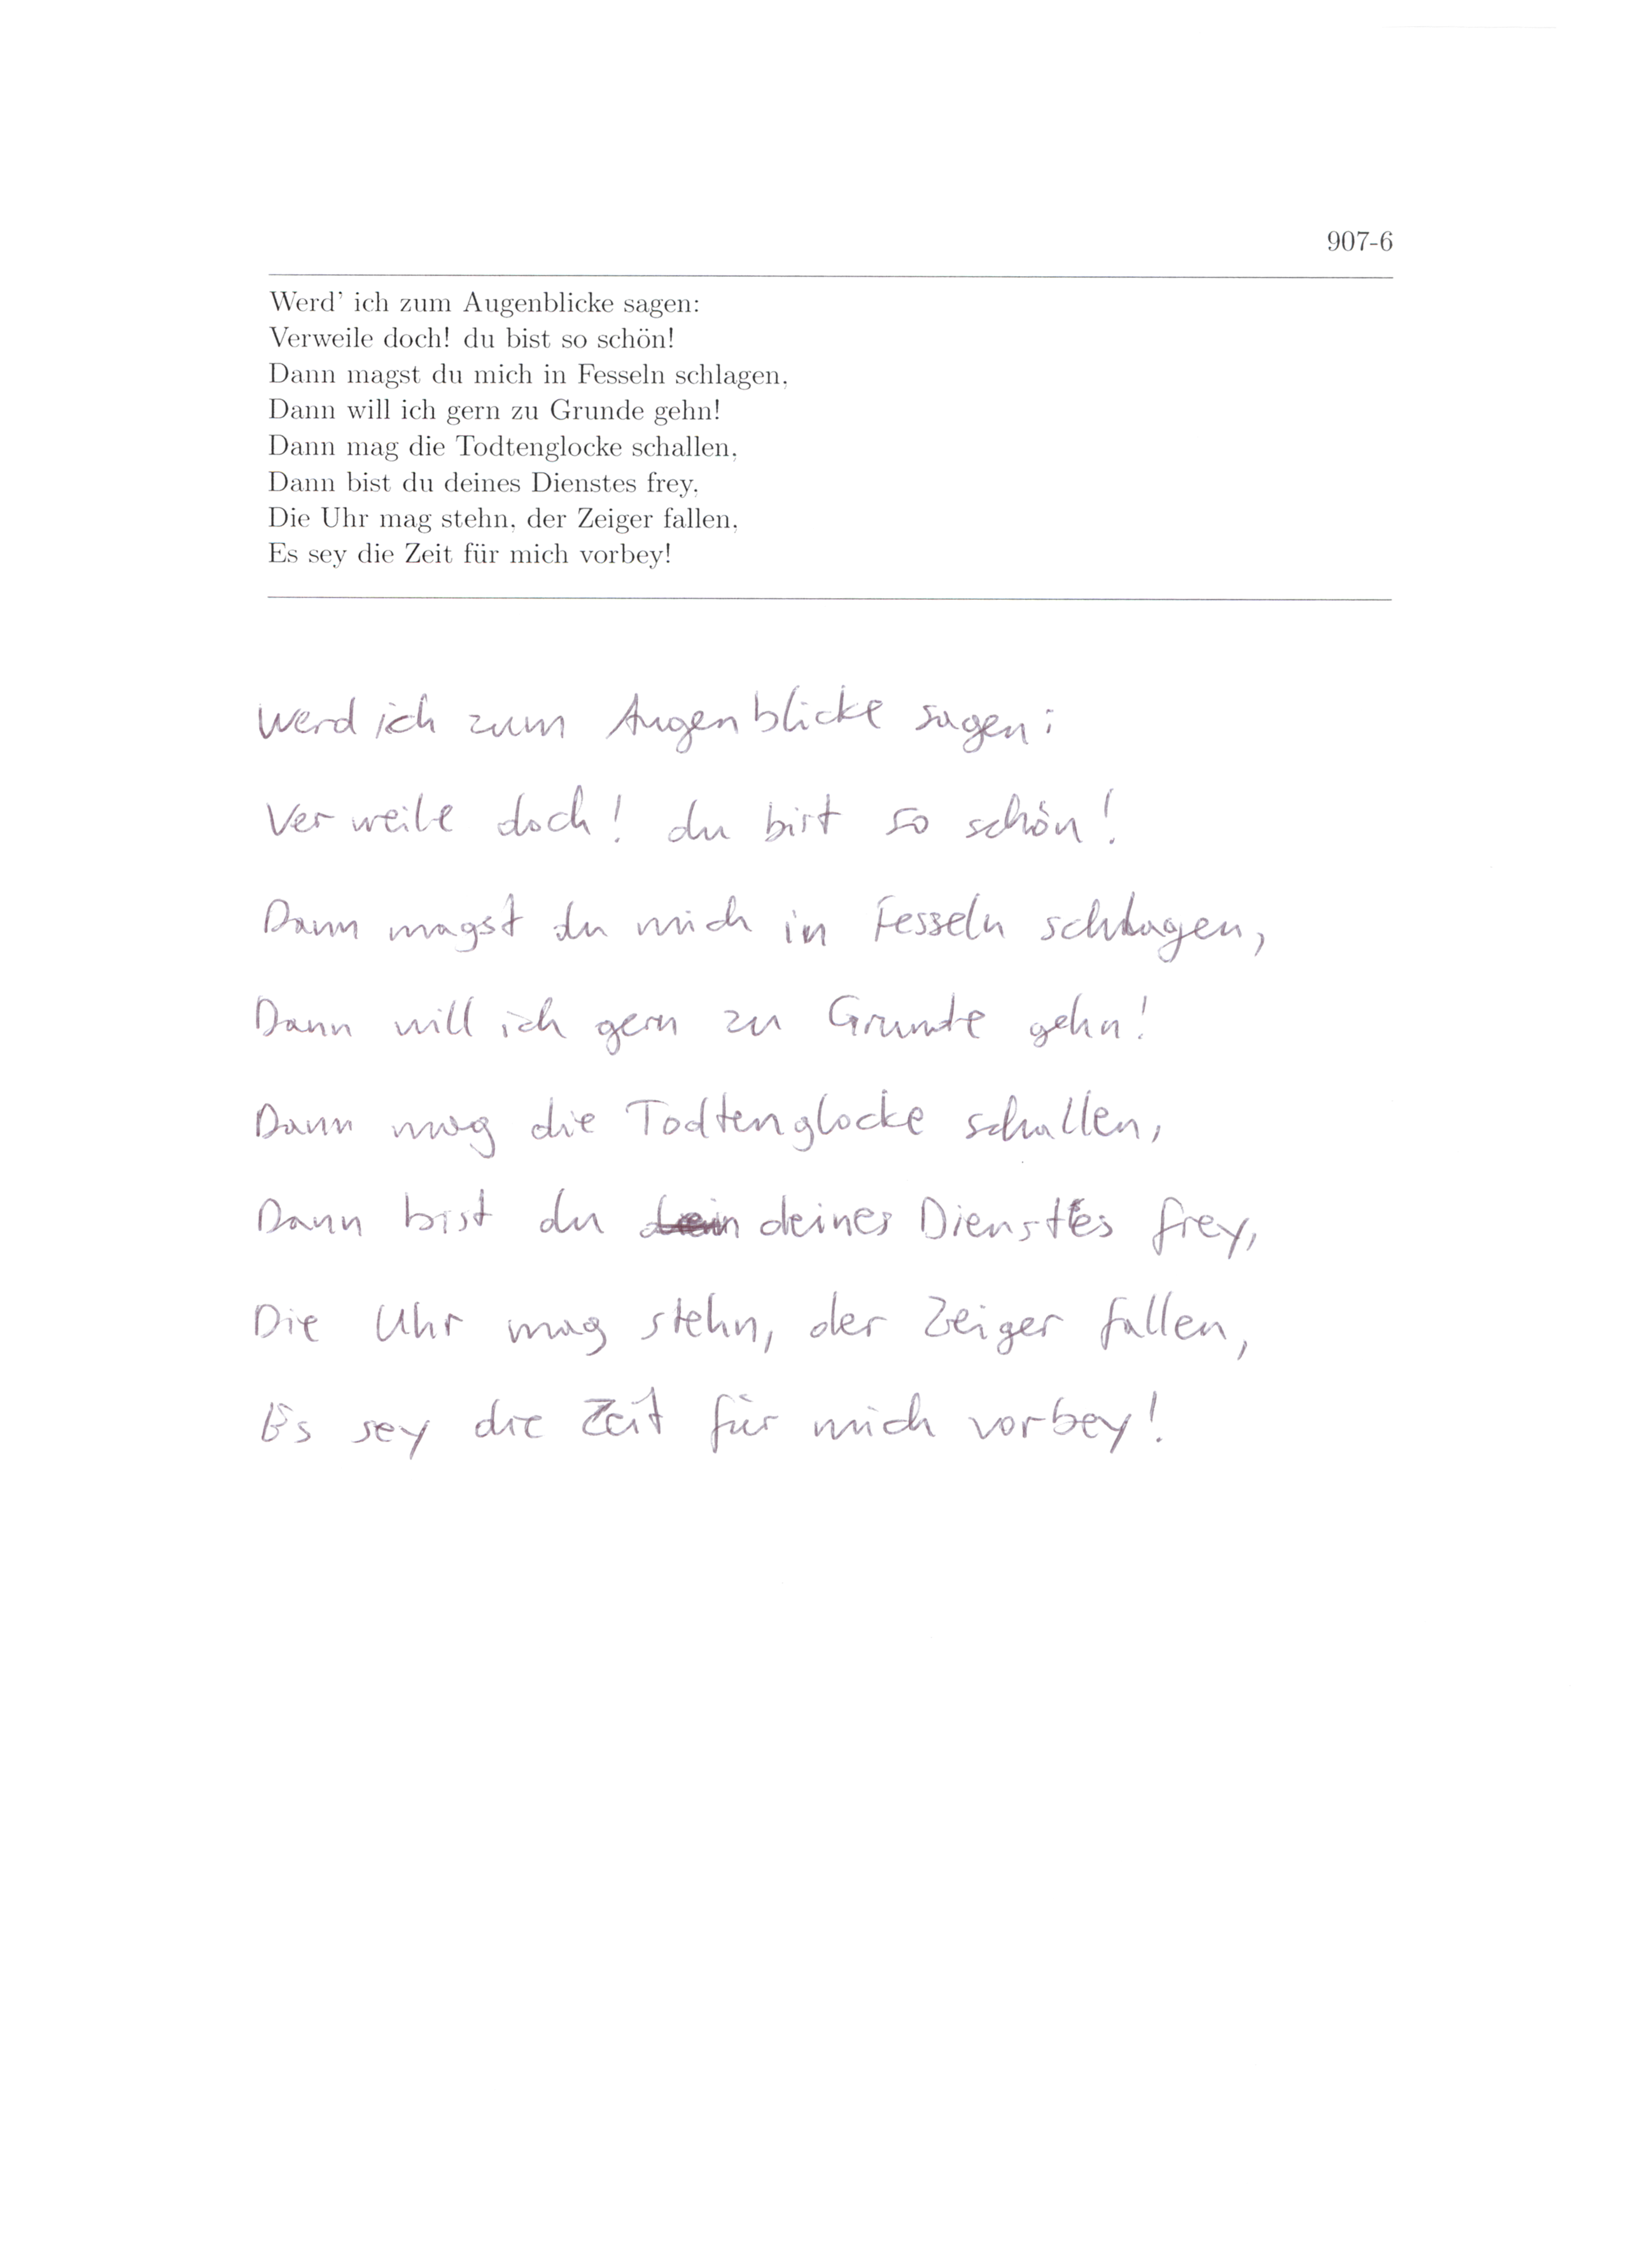 907-6
Werd' ich zum Augenblicke sagen:
Verweile doch! du bist so schön!
Dann magst du mich in Fesseln schlagen,
Dann will ich gern zu Grunde gehn!
Dann mag die Todtenglocke schallen,
Dann bist du deines Dienstes frey,
Die Uhr mag stehn, der Zeiger fallen,
Es sey die Zeit für mich vorbey!
Werd ich zum Augenblicke sagen:
Verweile doch! du bist so schön!
Dann magst du mich in Fesseln schlagen,
Dann will ich gern zu Grunde gehn!
Dann mag die Todtenglocke schallen,
Dann bist du deines Dienstes frey,
Die Uhr mag stehn, der Zeiger fallen,
Es sey die Zeit für mich vorbey!